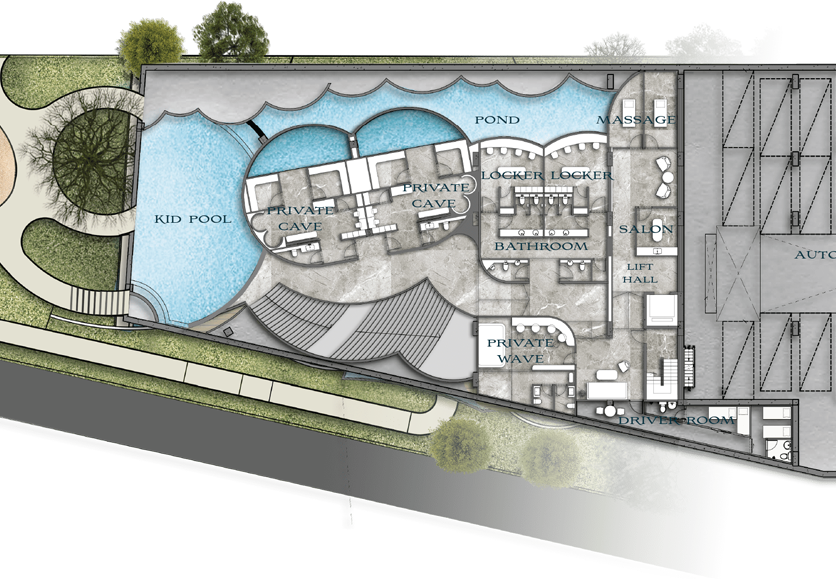 POND
MASSAGE
LOCKER
LOCKER
PRIVATE
CAVE
PRIVATE
CAVE
KID POOL
SALON
BATHROOM
AUTO
LIFT
HALL
PRIVATE
WAVE
DRIVER ROOM